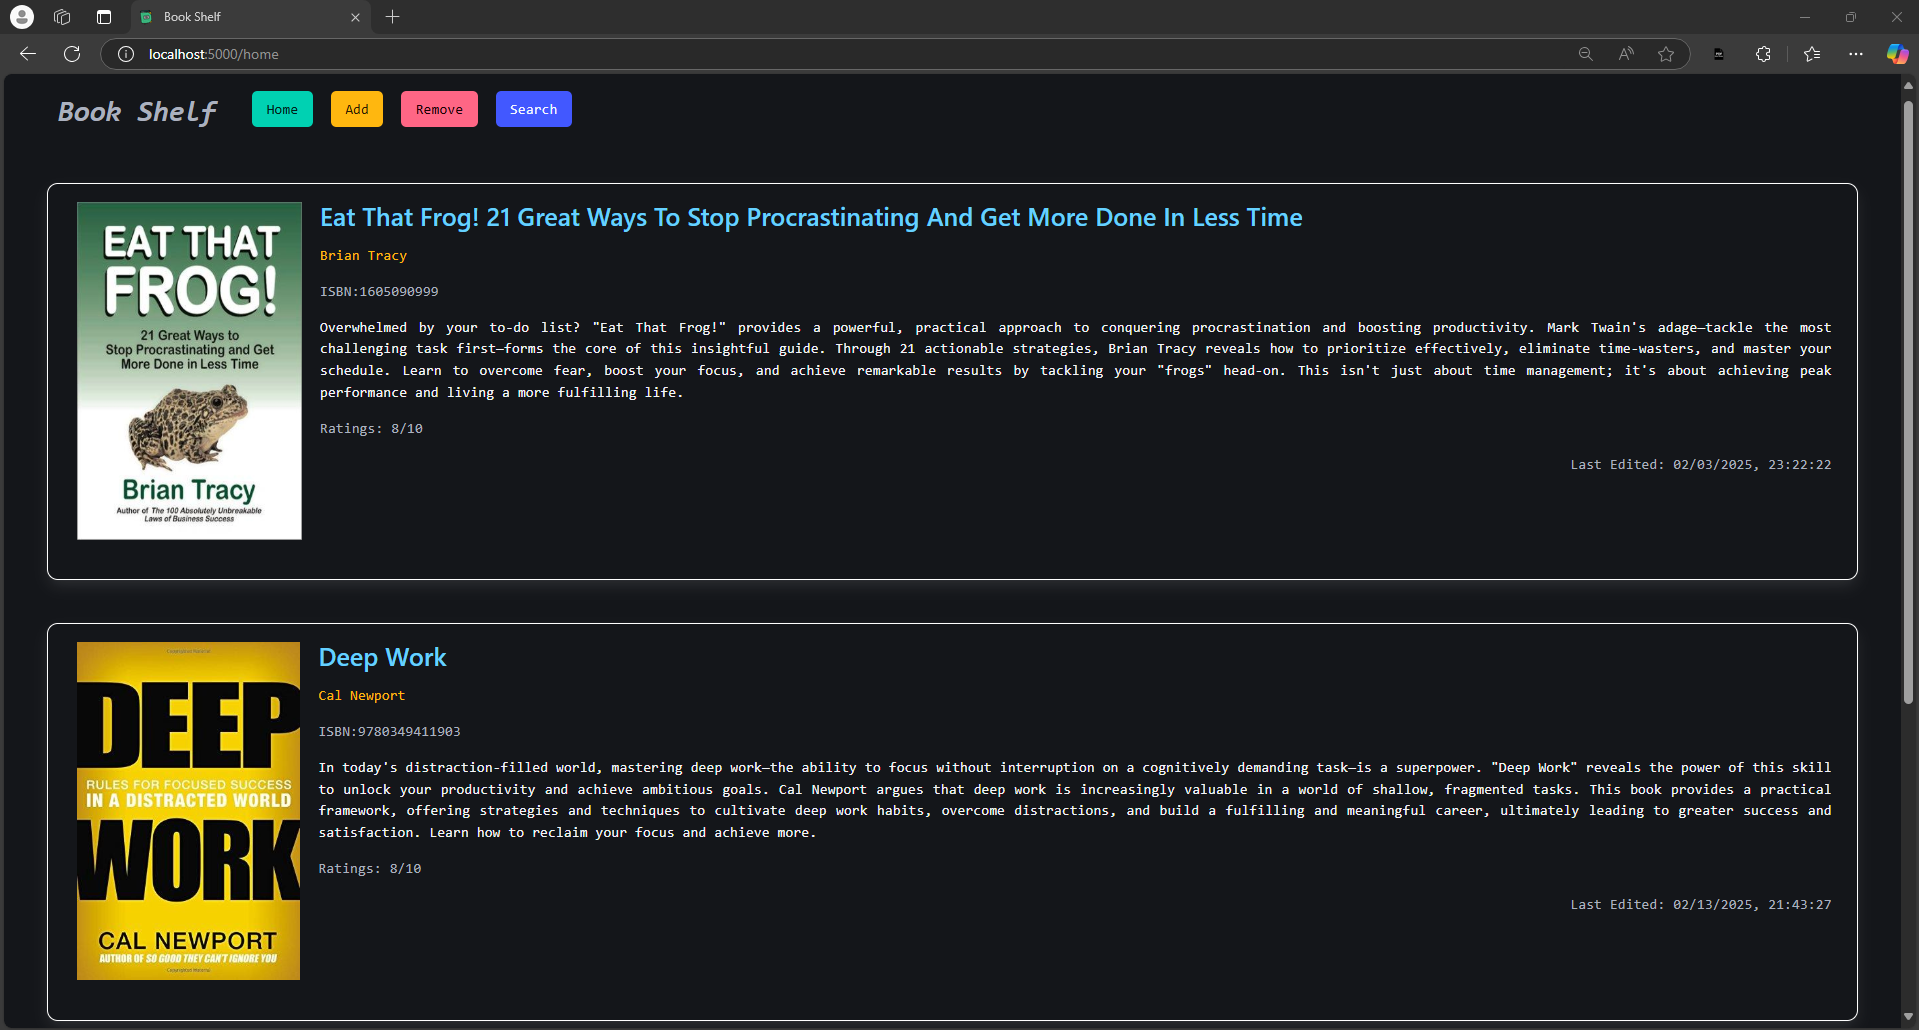 Book Shelf
localhost:5000/home
Book Shelf
Home
Add
Remove
Search
EAT THAT
FROG!
21 Great Ways to
Stop Procrastinating and Get
More Done in Less Time
Brian Tracy
Author of The 100 Absolutely Unbreakable
Laws of Business Success
Eat That Frog! 21 Great Ways To Stop Procrastinating And Get More Done In Less Time
Brian Tracy
ISBN:1605090999
Overwhelmed by your to-do list? "Eat That Frog!" provides a powerful, practical approach to conquering procrastination and boosting productivity. Mark Twain's adage—tackle the most
challenging task first—forms the core of this insightful guide. Through 21 actionable strategies, Brian Tracy reveals how to prioritize effectively, eliminate time-wasters, and master your
schedule. Learn to overcome fear, boost your focus, and achieve remarkable results by tackling your "frogs" head-on. This isn't just about time management; it's about achieving peak
performance and living a more fulfilling life.
Ratings: 8/10
Last Edited: 02/03/2025, 23:22:22
Copyrighted Material
DEEP
RULES FOR FOCUSED SUCCESS
IN A DISTRACTED WORLD
WORK
CAL NEWPORT
AUTHOR OF SO GOOD THEY CAN'T IGNORE YOU
Copyrighted Material
Deep Work
Cal Newport
ISBN:9780349411903
In today's distraction-filled world, mastering deep work—the ability to focus without interruption on a cognitively demanding task—is a superpower. "Deep Work" reveals the power of this skill
to unlock your productivity and achieve ambitious goals. Cal Newport argues that deep work is increasingly valuable in a world of shallow, fragmented tasks. This book provides a practical
framework, offering strategies and techniques to cultivate deep work habits, overcome distractions, and build a fulfilling and meaningful career, ultimately leading to greater success and
satisfaction. Learn how to reclaim your focus and achieve more.
Ratings: 8/10
Last Edited: 02/13/2025, 21:43:27